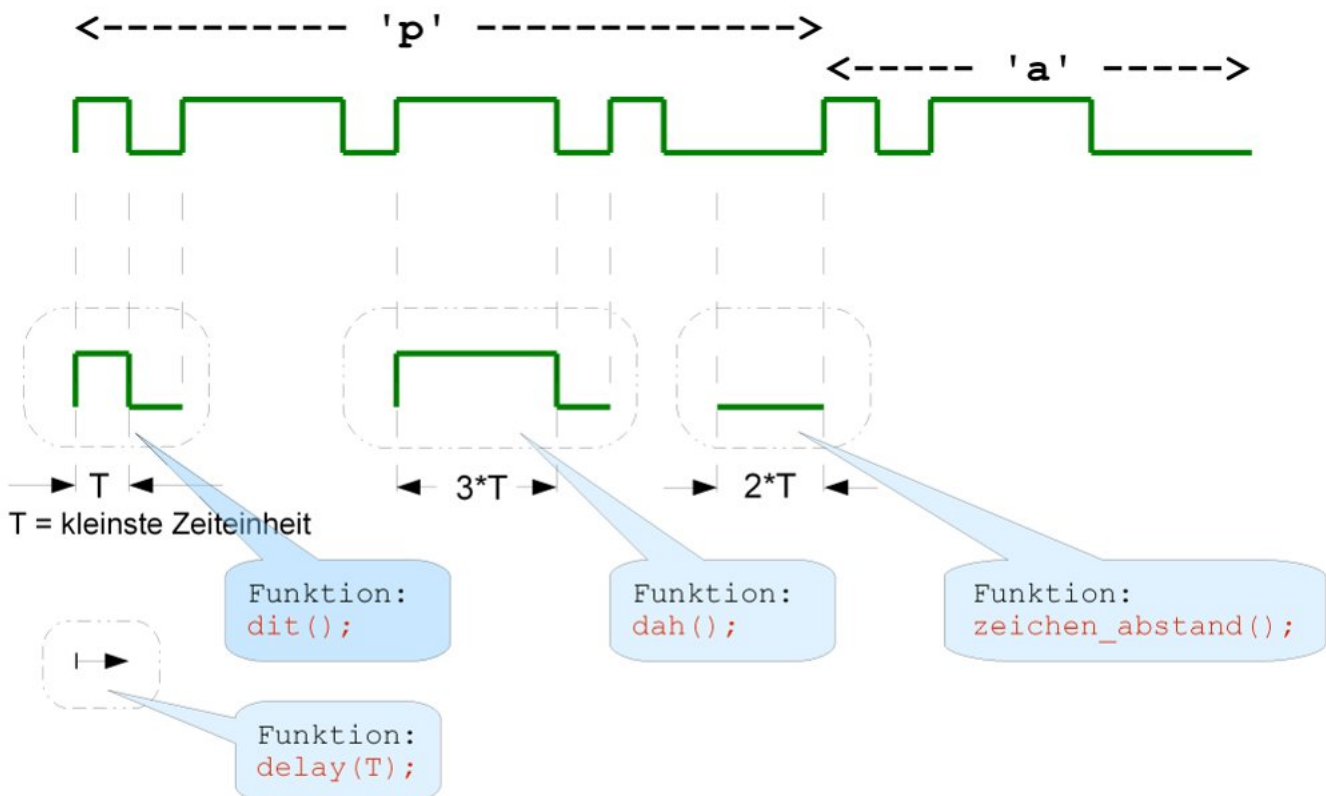 <---------- 'p' ------------->
<----- 'a' ----->
T
3*T
2*T
T = kleinste Zeiteinheit
Funktion:
dit();
Funktion:
dah();
Funktion:
zeichen_abstand();
Funktion:
delay(T);